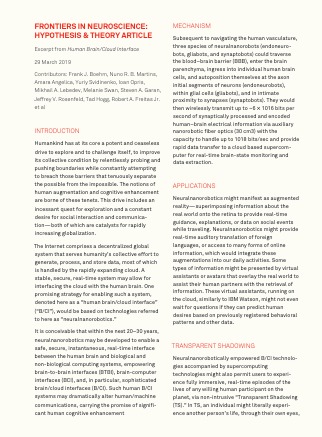 FRONTIERS IN NEUROSCIENCE:
HYPOTHESIS & THEORY ARTICLE
Excerpt from Human Brain/Cloud Interface
29 March 2019
Contributors: Frank J. Boehm, Nuno R. B. Martins,
Amara Angelica, Yuriy Svidinenko, Ivan Opris,
Mikhail A. Lebedev, Melanie Swan, Steven A. Garan,
Jeffrey V. Rosenfeld, Tad Hogg, Robert A. Freitas Jr.
et al
INTRODUCTION
Humankind has at its core a potent and ceaseless
drive to explore and to challenge itself, to improve
its collective condition by relentlessly probing and
pushing boundaries while constantly attempting
to breach those barriers that tenuously separate
the possible from the impossible. The notions of
human augmentation and cognitive enhancement
are borne of these tenets. This drive includes an
incessant quest for exploration and a constant
desire for social interaction and communica-
tion—both of which are catalysts for rapidly
increasing globalization.
The Internet comprises a decentralized global
system that serves humanity's collective effort to
generate, process, and store data, most of which
is handled by the rapidly expanding cloud. A
stable, secure, real-time system may allow for
interfacing the cloud with the human brain. One
promising strategy for enabling such a system,
denoted here as a "human brain/cloud interface"
("B/CI"), would be based on technologies referred
to here as "neuralnanorobotics."
It is conceivable that within the next 20–30 years,
neuralnanorobotics may be developed to enable a
safe, secure, instantaneous, real-time interface
between the human brain and biological and
non-biological computing systems, empowering
brain-to-brain interfaces (BTBI), brain-computer
interfaces (BCI), and, in particular, sophisticated
brain/cloud interfaces (B/CI). Such human B/CI
systems may dramatically alter human/machine
communications, carrying the promise of signifi-
cant human cognitive enhancement.
MECHANISM
Subsequent to navigating the human vasculature,
three species of neuralnanorobots (endoneuro-
bots, gliabots, and synaptobots) could traverse
the blood–brain barrier (BBB), enter the brain
parenchyma, ingress into individual human brain
cells, and autoposition themselves at the axon
initial segments of neurons (endoneurobots),
within glial cells (gliabots), and in intimate
proximity to synapses (synaptobots). They would
then wirelessly transmit up to ~6 x 1016 bits per
second of synaptically processed and encoded
human–brain electrical information via auxiliary
nanorobotic fiber optics (30 cm3) with the
capacity to handle up to 1018 bits/sec and provide
rapid data transfer to a cloud based supercom-
puter for real-time brain-state monitoring and
data extraction.
APPLICATIONS
Neuralnanorobotics might manifest as augmented
reality—superimposing information about the
real world onto the retina to provide real-time
guidance, explanations, or data on social events
while traveling. Neuralnanorobotics might provide
real-time auditory translation of foreign
languages, or access to many forms of online
information, which would integrate these
augmentations into our daily activities. Some
types of information might be presented by virtual
assistants or avatars that overlay the real world to
assist their human partners with the retrieval of
information. These virtual assistants, running on
the cloud, similarly to IBM Watson, might not even
wait for questions if they can predict human
desires based on previously registered behavioral
patterns and other data.
TRANSPARENT SHADOWING
Neuralnanorobotically empowered B/CI technolo-
gies accompanied by supercomputing
technologies might also permit users to experi-
ence fully immersive, real-time episodes of the
lives of any willing human participant on the
planet, via non-intrusive "Transparent Shadowing
(TS)." In TS, an individual might literally experi-
ence another person's life, through their own eyes,